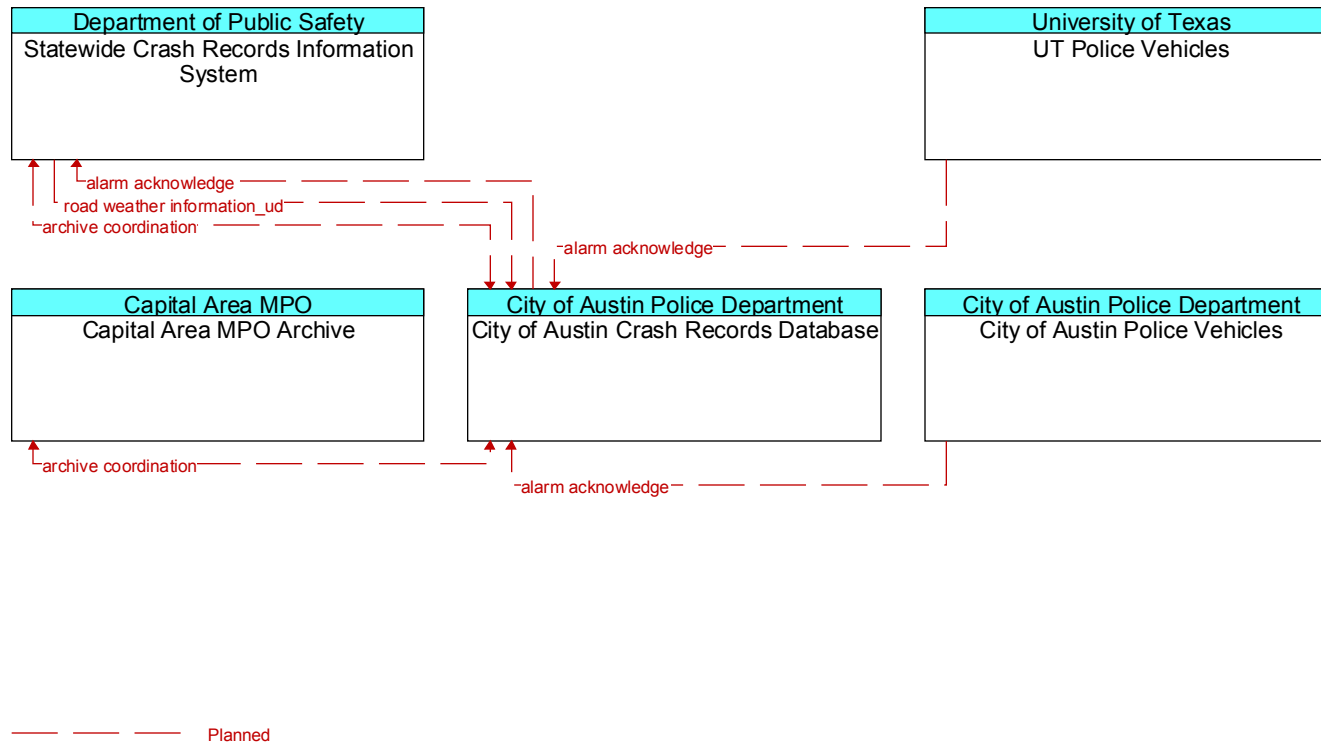 Department of Public Safety
Statewide Crash Records Information
System
University of Texas
UT Police Vehicles
alarm acknowledge
road weather information_ud
archive coordination
alarm acknowledge
Capital Area MPO
Capital Area MPO Archive
City of Austin Police Department
City of Austin Crash Records Database
City of Austin Police Department
City of Austin Police Vehicles
archive coordination
alarm acknowledge
Planned